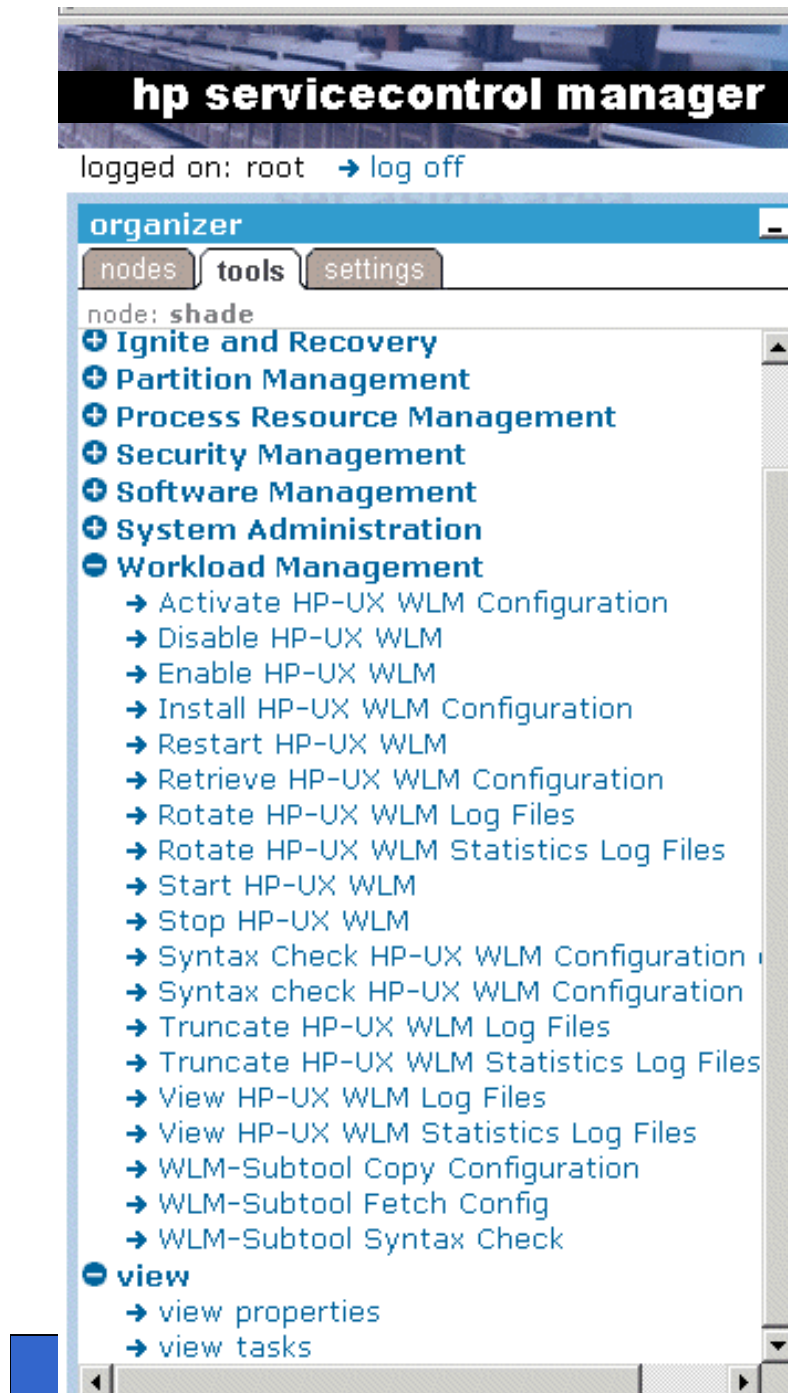 hp servicecontrol manager
logged on: root → log off
organizer
nodes tools settings
node: shade
Ignite and Recovery
Partition Management
Process Resource Management
Security Management
Software Management
System Administration
Workload Management
→ Activate HP-UX WLM Configuration
→ Disable HP-UX WLM
→ Enable HP-UX WLM
→ Install HP-UX WLM Configuration
→ Restart HP-UX WLM
→ Retrieve HP-UX WLM Configuration
→ Rotate HP-UX WLM Log Files
→ Rotate HP-UX WLM Statistics Log Files
→ Start HP-UX WLM
→ Stop HP-UX WLM
→ Syntax Check HP-UX WLM Configuration
→ Syntax check HP-UX WLM Configuration
→ Truncate HP-UX WLM Log Files
→ Truncate HP-UX WLM Statistics Log Files
→ View HP-UX WLM Log Files
→ View HP-UX WLM Statistics Log Files
→ WLM-Subtool Copy Configuration
→ WLM-Subtool Fetch Config
→ WLM-Subtool Syntax Check
view
→ view properties
→ view tasks